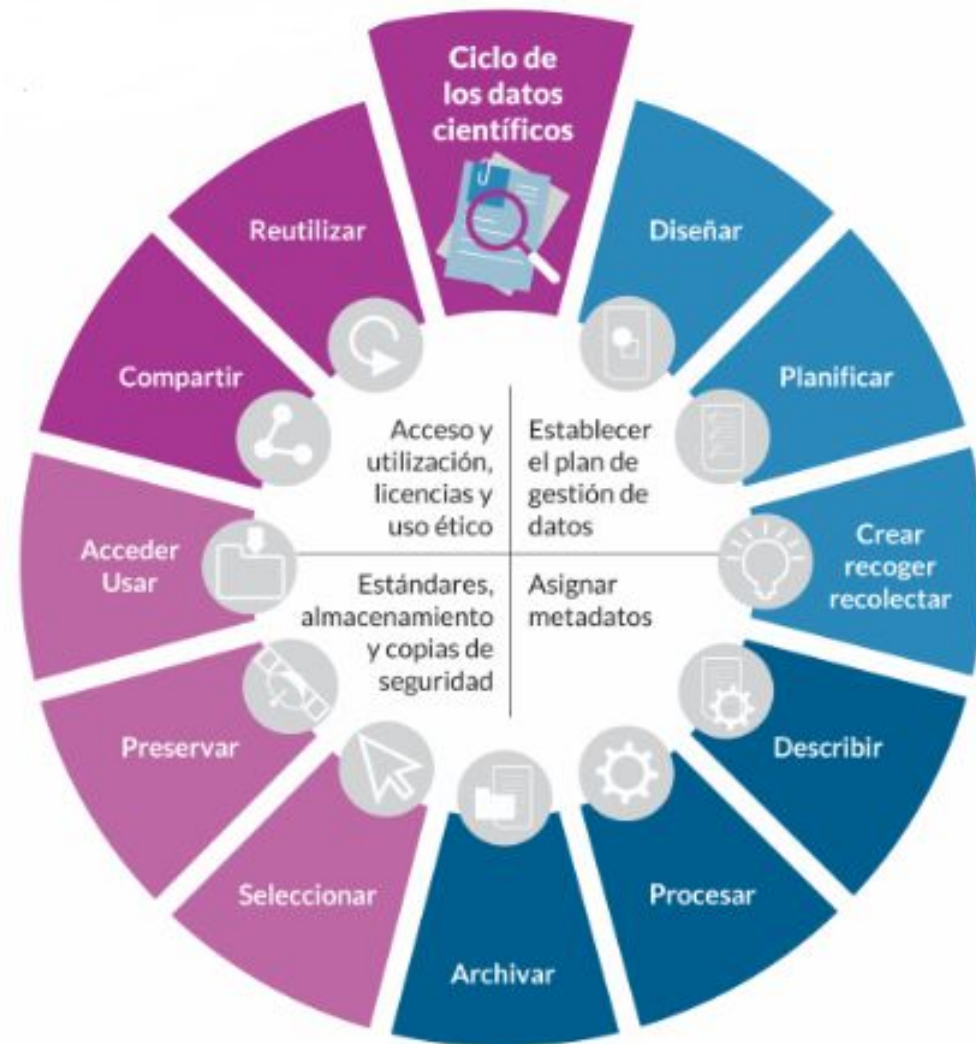 Ciclo de
los datos
científicos
Diseñar
Planificar
Crear
recoger
recolectar
Describir
Procesar
Archivar
Seleccionar
Preservar
Acceder
Usar
Compartir
Reutilizar
Acceso y
utilización,
licencias y
uso ético
Establecer
el plan de
gestión de
datos
Estándares,
almacenamiento
y copias de
seguridad
Asignar
metadatos